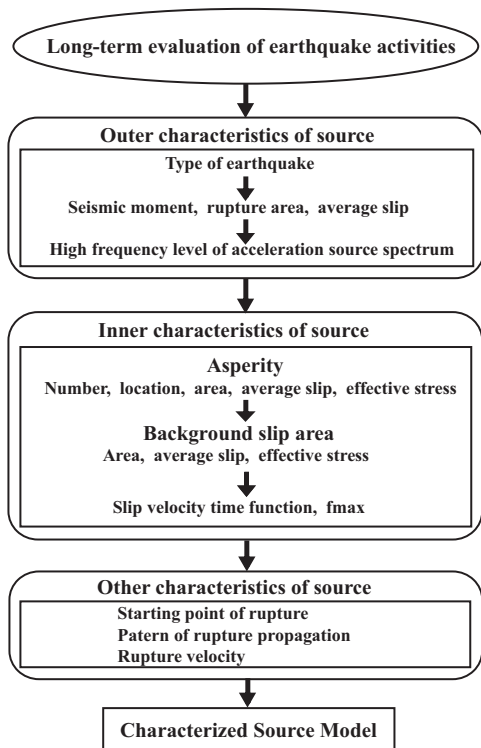 Long-term evaluation of earthquake activities
Outer characteristics of source
Type of earthquake
Seismic moment, rupture area, average slip
High frequency level of acceleration source spectrum
Inner characteristics of source
Asperity
Number, location, area, average slip, effective stress
Background slip area
Area, average slip, effective stress
Slip velocity time function, fmax
Other characteristics of source
Starting point of rupture
Patern of rupture propagation
Rupture velocity
Characterized Source Model